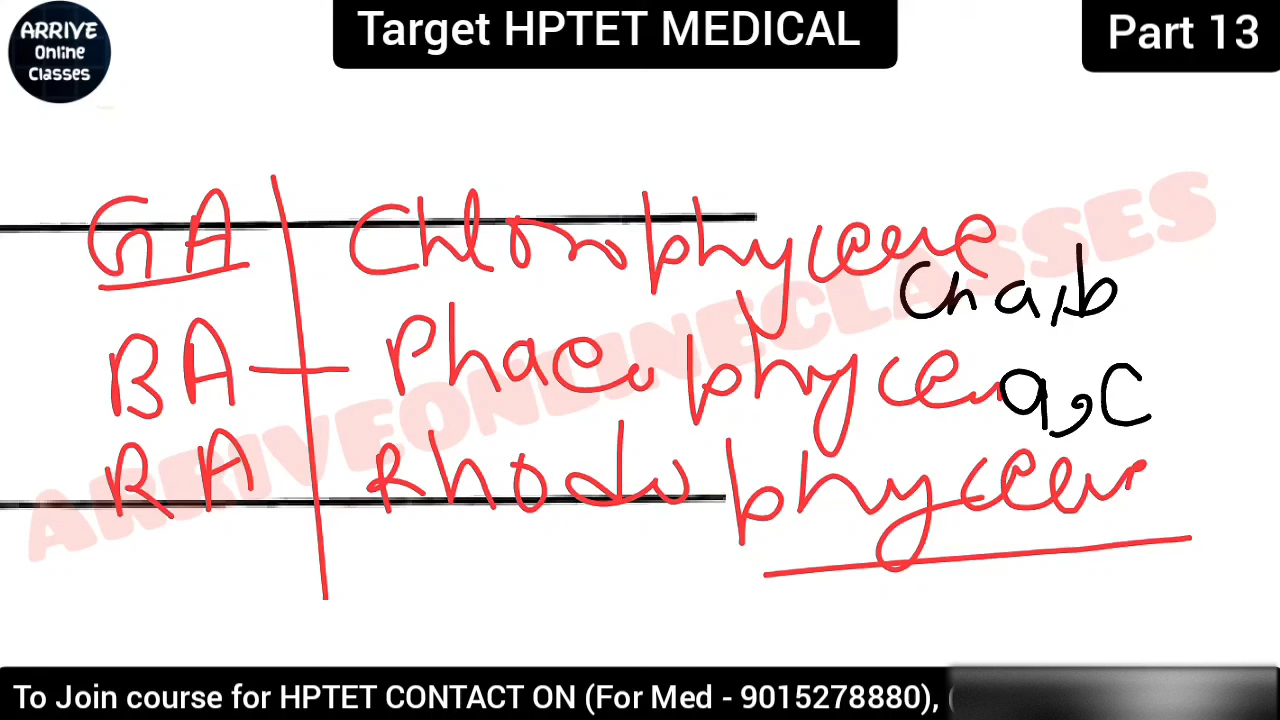 ARRIVE
Online
Classes
Target HPTET MEDICAL
Part 13
GA Chlorophyceae
Ch a,b
BA Phaeophyceae
a,c
RA Rhodophyceae
ARRIVEONLINECLASSES
To Join course for HPTET CONTACT ON (For Med - 9015278880), (